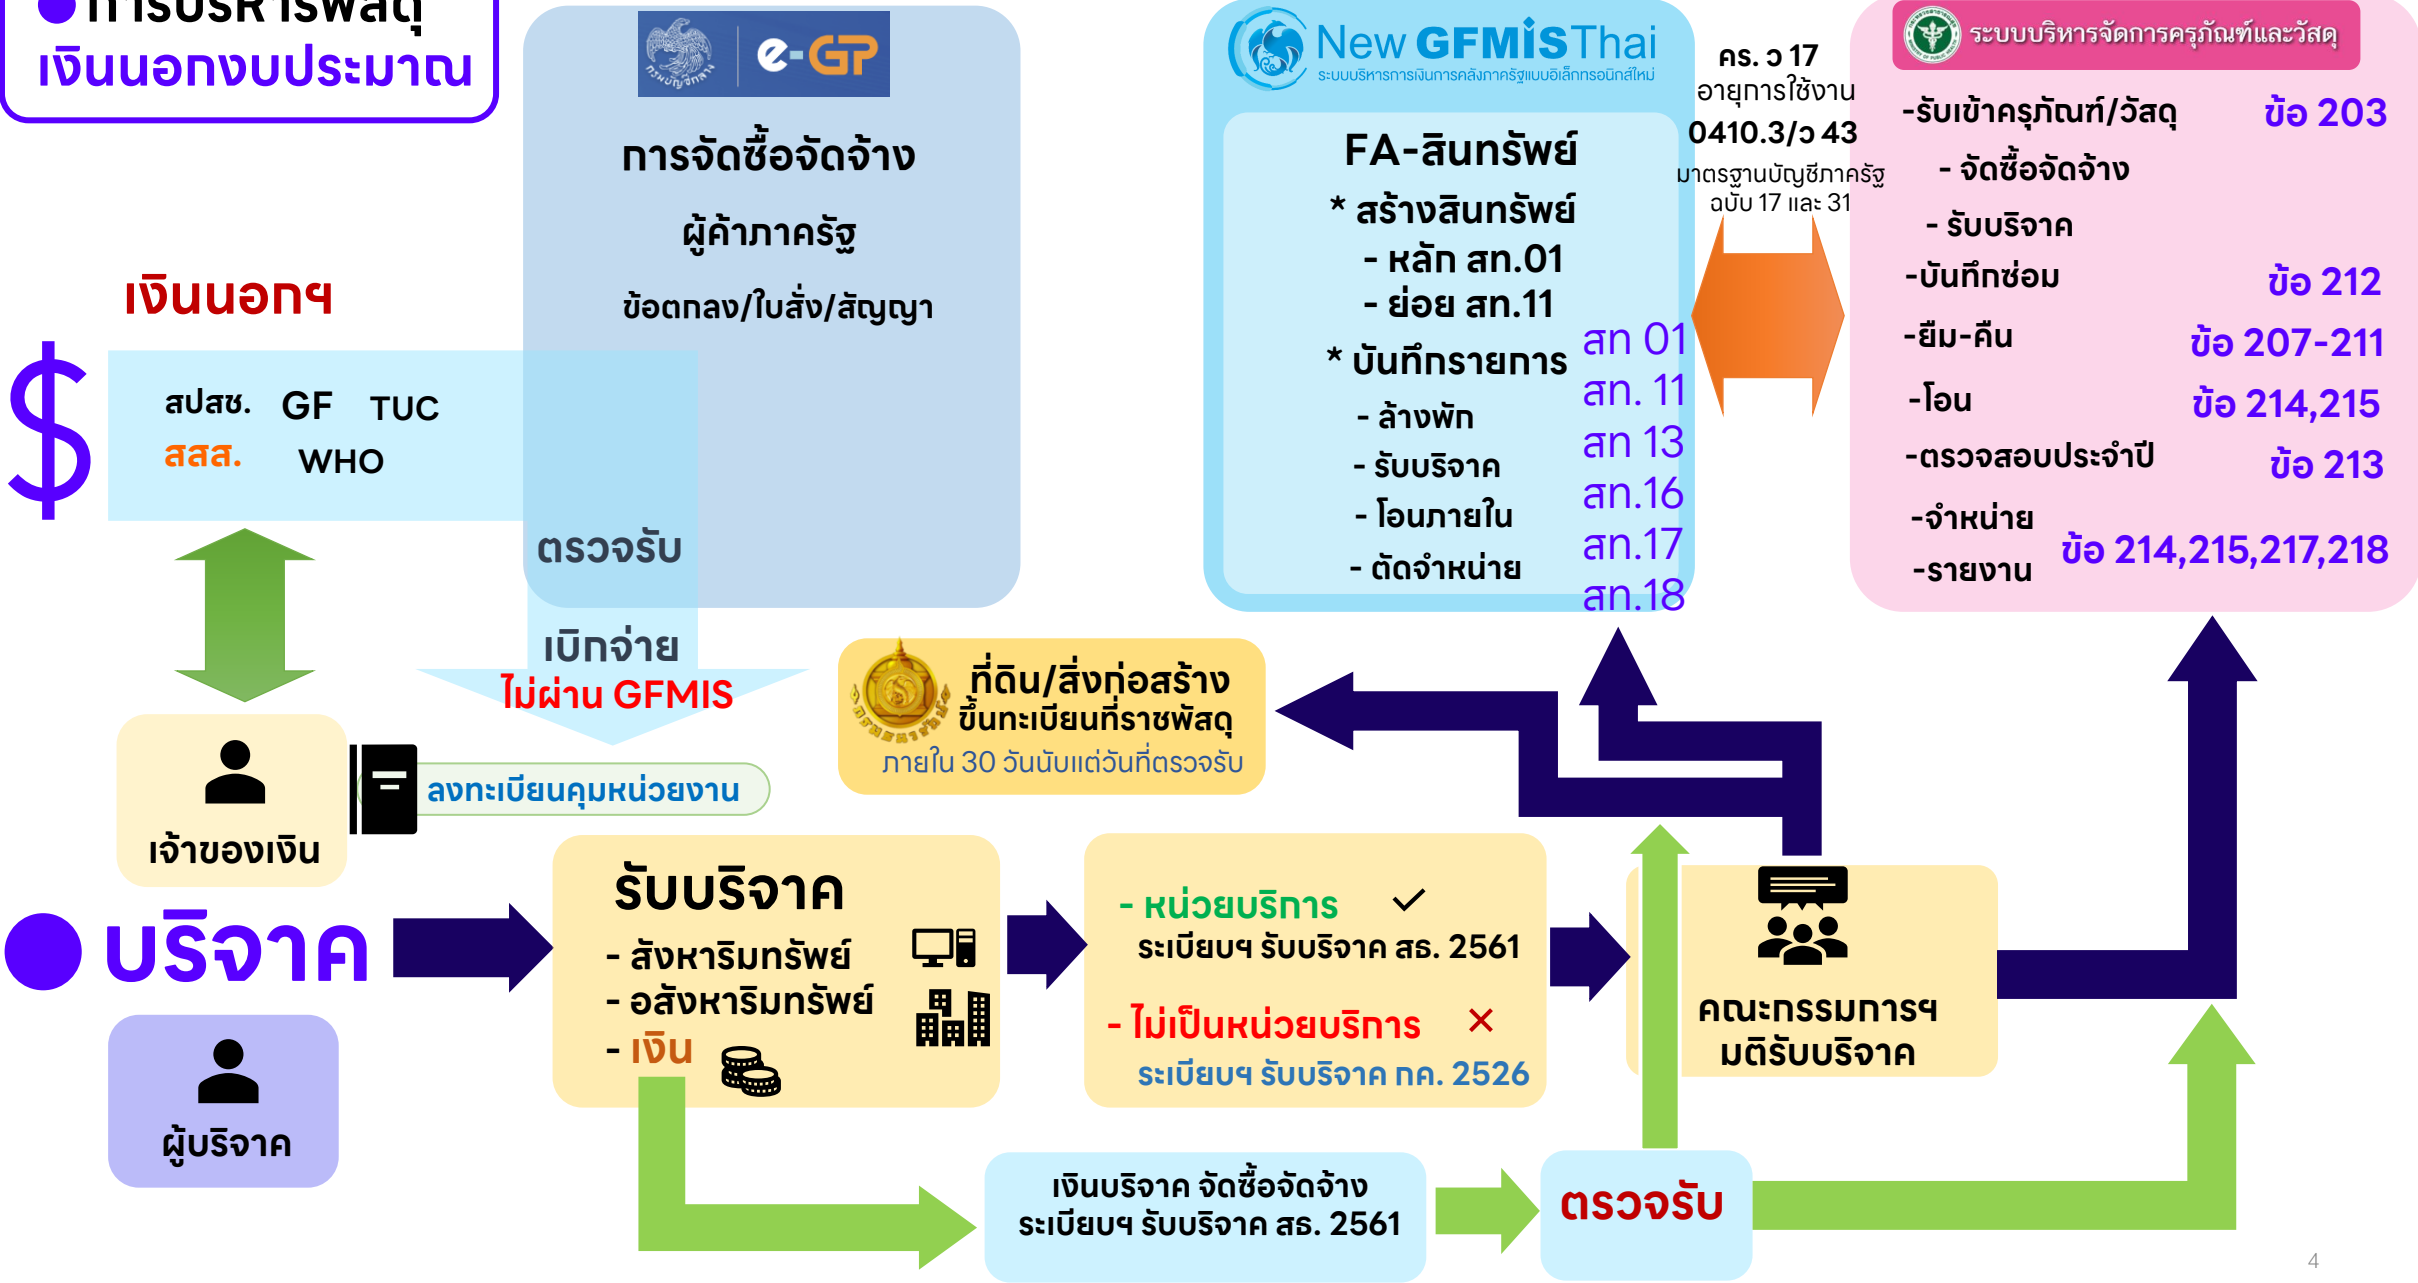 การบริหารพัสดุ
เงินนอกงบประมาณ
กรมบัญชีกลาง
e-GP
การจัดซื้อจัดจ้าง
ผู้ค้าภาครัฐ
ข้อตกลง/ใบสั่ง/สัญญา
เงินนอกฯ
$
สปสช. GF TUC
สสส. WHO
ตรวจรับ
เบิกจ่าย
ไม่ผ่าน GFMIS
เจ้าของเงิน
ลงทะเบียนคุมหน่วยงาน
New GFMIS Thai
ระบบบริหารการเงินการคลังภาครัฐแบบอิเล็กทรอนิกส์ใหม่
FA-สินทรัพย์
* สร้างสินทรัพย์
- หลัก สท.01
- ย่อย สท.11
* บันทึกรายการ
- ล้างพัก
- รับบริจาค
- โอนภายใน
- ตัดจำหน่าย
สท 01
สท. 11
สท 13
สท.16
สท.17
สท.18
คร. ว 17
อายุการใช้งาน
0410.3/ว 43
มาตรฐานบัญชีภาครัฐ
ฉบับ 17 และ 31
ระบบบริหารจัดการครุภัณฑ์และวัสดุ
-รับเข้าครุภัณฑ์/วัสดุ ข้อ 203
- จัดซื้อจัดจ้าง
- รับบริจาค
-บันทึกซ่อม ข้อ 212
-ยืม-คืน ข้อ 207-211
-โอน ข้อ 214,215
-ตรวจสอบประจำปี ข้อ 213
-จำหน่าย
ข้อ 214,215,217,218
-รายงาน
ที่ดิน/สิ่งก่อสร้าง
ขึ้นทะเบียนที่ราชพัสดุ
ภายใน 30 วันนับแต่วันที่ตรวจรับ
บริจาค
ผู้บริจาค
รับบริจาค
- สังหาริมทรัพย์
- อสังหาริมทรัพย์
- เงิน
- หน่วยบริการ ✓
ระเบียบฯ รับบริจาค สธ. 2561
- ไม่เป็นหน่วยบริการ ✕
ระเบียบฯ รับบริจาค กค. 2526
คณะกรรมการฯ
มติรับบริจาค
เงินบริจาค จัดซื้อจัดจ้าง
ระเบียบฯ รับบริจาค สธ. 2561
ตรวจรับ
4